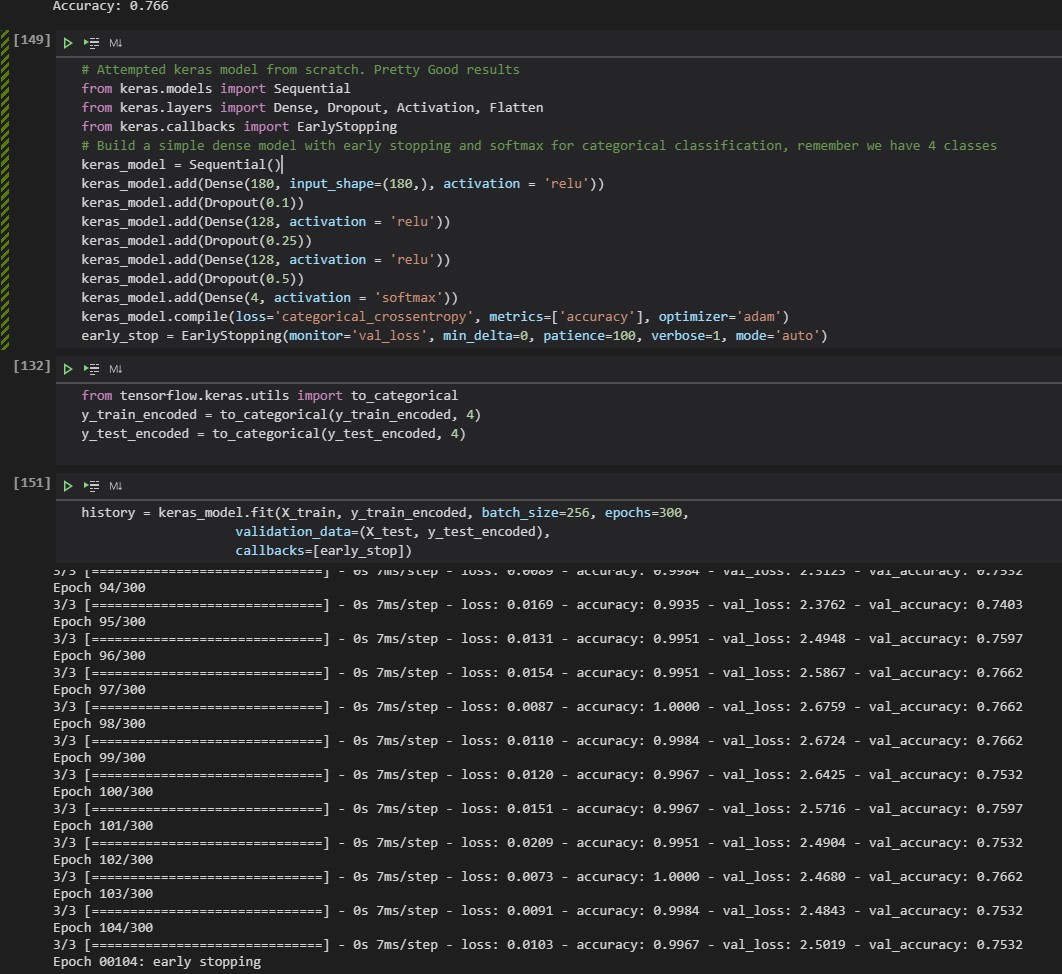 Accuracy: 0.766
[149]
M↓
# Attempted keras model from scratch. Pretty Good results
from keras.models import Sequential
from keras.layers import Dense, Dropout, Activation, Flatten
from keras.callbacks import EarlyStopping
# Build a simple dense model with early stopping and softmax for categorical classification, remember we have 4 classes
keras_model = Sequential()
keras_model.add(Dense(180, input_shape=(180,), activation = 'relu'))
keras_model.add(Dropout(0.1))
keras_model.add(Dense(128, activation = 'relu'))
keras_model.add(Dropout(0.25))
keras_model.add(Dense(128, activation = 'relu'))
keras_model.add(Dropout(0.5))
keras_model.add(Dense(4, activation = 'softmax'))
keras_model.compile(loss='categorical_crossentropy', metrics=['accuracy'], optimizer='adam')
early_stop = EarlyStopping(monitor='val_loss', min_delta=0, patience=100, verbose=1, mode='auto')
[132]
M↓
from tensorflow.keras.utils import to_categorical
y_train_encoded = to_categorical(y_train_encoded, 4)
y_test_encoded = to_categorical(y_test_encoded, 4)
[151]
M↓
history = keras_model.fit(X_train, y_train_encoded, batch_size=256, epochs=300,
validation_data=(X_test, y_test_encoded),
callbacks=[early_stop])
3/3 [==============================] - 0s 7ms/step - loss: 0.0089 - accuracy: 0.9984 - val_loss: 2.3123 - val_accuracy: 0.7532
Epoch 94/300
3/3 [==============================] - 0s 7ms/step - loss: 0.0169 - accuracy: 0.9935 - val_loss: 2.3762 - val_accuracy: 0.7403
Epoch 95/300
3/3 [==============================] - 0s 7ms/step - loss: 0.0131 - accuracy: 0.9951 - val_loss: 2.4948 - val_accuracy: 0.7597
Epoch 96/300
3/3 [==============================] - 0s 7ms/step - loss: 0.0154 - accuracy: 0.9951 - val_loss: 2.5867 - val_accuracy: 0.7662
Epoch 97/300
3/3 [==============================] - 0s 7ms/step - loss: 0.0087 - accuracy: 1.0000 - val_loss: 2.6759 - val_accuracy: 0.7662
Epoch 98/300
3/3 [==============================] - 0s 7ms/step - loss: 0.0110 - accuracy: 0.9984 - val_loss: 2.6724 - val_accuracy: 0.7662
Epoch 99/300
3/3 [==============================] - 0s 7ms/step - loss: 0.0120 - accuracy: 0.9967 - val_loss: 2.6425 - val_accuracy: 0.7532
Epoch 100/300
3/3 [==============================] - 0s 7ms/step - loss: 0.0151 - accuracy: 0.9967 - val_loss: 2.5716 - val_accuracy: 0.7597
Epoch 101/300
3/3 [==============================] - 0s 7ms/step - loss: 0.0209 - accuracy: 0.9951 - val_loss: 2.4904 - val_accuracy: 0.7532
Epoch 102/300
3/3 [==============================] - 0s 7ms/step - loss: 0.0073 - accuracy: 1.0000 - val_loss: 2.4680 - val_accuracy: 0.7662
Epoch 103/300
3/3 [==============================] - 0s 7ms/step - loss: 0.0091 - accuracy: 0.9984 - val_loss: 2.4843 - val_accuracy: 0.7532
Epoch 104/300
3/3 [==============================] - 0s 7ms/step - loss: 0.0103 - accuracy: 0.9967 - val_loss: 2.5019 - val_accuracy: 0.7532
Epoch 00104: early stopping